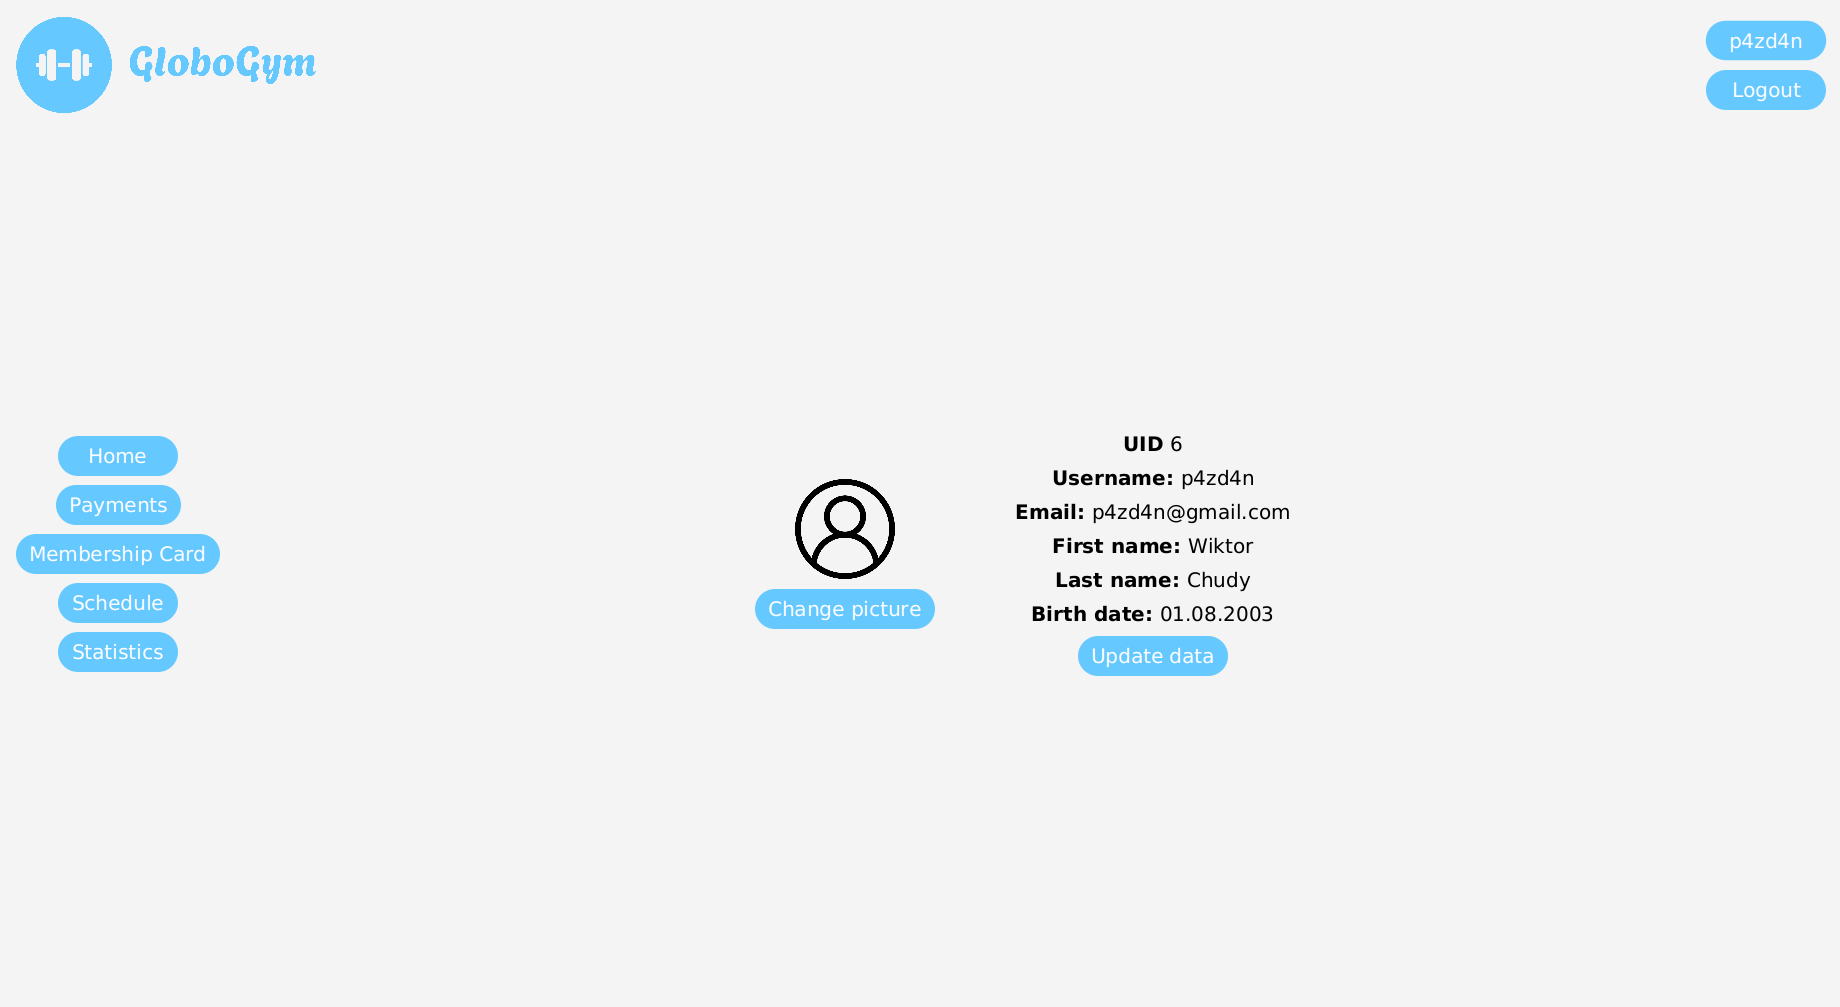 GloboGym
p4zd4n
Logout
Home
Payments
Membership Card
Schedule
Statistics
Change picture
UID 6
Username: p4zd4n
Email: p4zd4n@gmail.com
First name: Wiktor
Last name: Chudy
Birth date: 01.08.2003
Update data